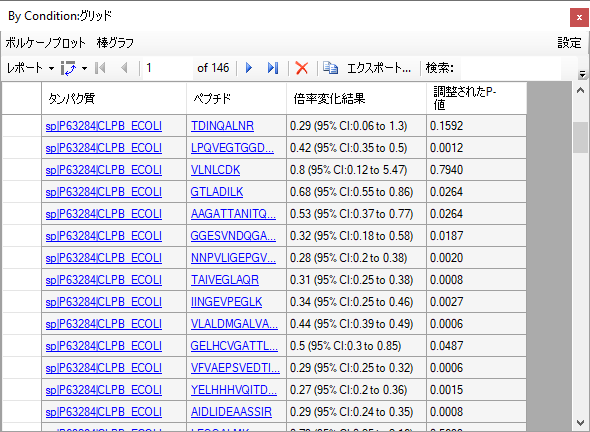 By Condition:グリッド
ボルケーノプロット 棒グラフ 設定
レポート 1 of 146 エクスポート... 検索:
タンパク質 ペプチド 倍率変化結果 調整されたP-値
sp|P63284|CLPB_ECOLI TDINQALNR 0.29 (95% CI:0.06 to 1.3) 0.1592
sp|P63284|CLPB_ECOLI LPQVEGTGGD... 0.42 (95% CI:0.35 to 0.5) 0.0012
sp|P63284|CLPB_ECOLI VLNLCDK 0.8 (95% CI:0.12 to 5.47) 0.7940
sp|P63284|CLPB_ECOLI GTLADILK 0.68 (95% CI:0.55 to 0.86) 0.0264
sp|P63284|CLPB_ECOLI AAGATTANITQ... 0.53 (95% CI:0.37 to 0.77) 0.0264
sp|P63284|CLPB_ECOLI GGESVNDQGA... 0.32 (95% CI:0.18 to 0.58) 0.0187
sp|P63284|CLPB_ECOLI NNPVLIGEPGV... 0.28 (95% CI:0.2 to 0.38) 0.0020
sp|P63284|CLPB_ECOLI TAIVEGLAQR 0.31 (95% CI:0.25 to 0.38) 0.0008
sp|P63284|CLPB_ECOLI IINGEVPEGLK 0.34 (95% CI:0.25 to 0.46) 0.0027
sp|P63284|CLPB_ECOLI VLALDMGALVA... 0.44 (95% CI:0.39 to 0.49) 0.0006
sp|P63284|CLPB_ECOLI GELHCVGATTL... 0.5 (95% CI:0.3 to 0.85) 0.0487
sp|P63284|CLPB_ECOLI VFVAEPSVEDTI... 0.29 (95% CI:0.25 to 0.32) 0.0006
sp|P63284|CLPB_ECOLI YELHHHVQITD... 0.27 (95% CI:0.2 to 0.36) 0.0015
sp|P63284|CLPB_ECOLI AIDLIDEAASSIR 0.29 (95% CI:0.24 to 0.35) 0.0008